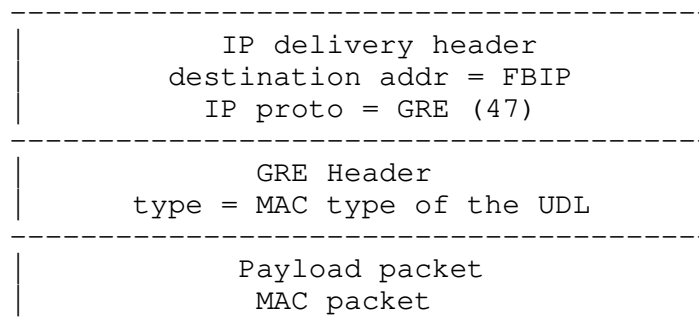 IP delivery header
destination addr = FBIP
IP proto = GRE (47)
GRE Header
type = MAC type of the UDL
Payload packet
MAC packet